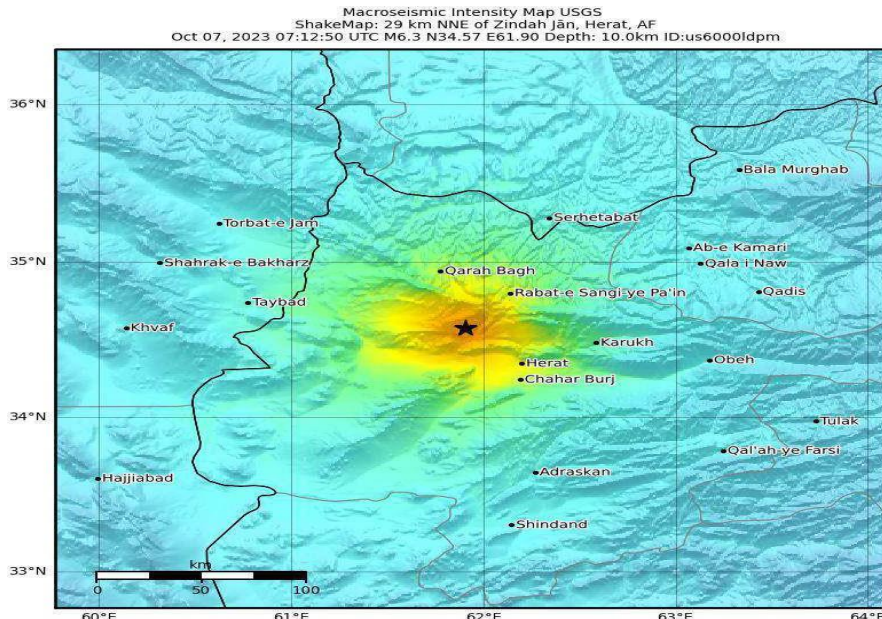 Macroseismic Intensity Map USGS
ShakeMap: 29 km NNE of Zindah Jān, Herat, AF
Oct 07, 2023 07:12:50 UTC M6.3 N34.57 E61.90 Depth: 10.0km ID:us6000ldpm
36°N
Bala Murghab
Torbat-e Jam
Serhetabat
Ab-e Kamari
35°N
Shahrak-e Bakharz
Qala i Naw
Qarah Bagh
Rabat-e Sangi-ye Pa'in
Qadis
Taybad
Khvaf
Karukh
Herat
Obeh
Chahar Burj
34°N
Tulak
Qal'ah-ye Farsi
Hajjiabad
Adraskan
Shindand
33°N
km
0 50 100
60°E 61°E 62°E 63°E 64°E